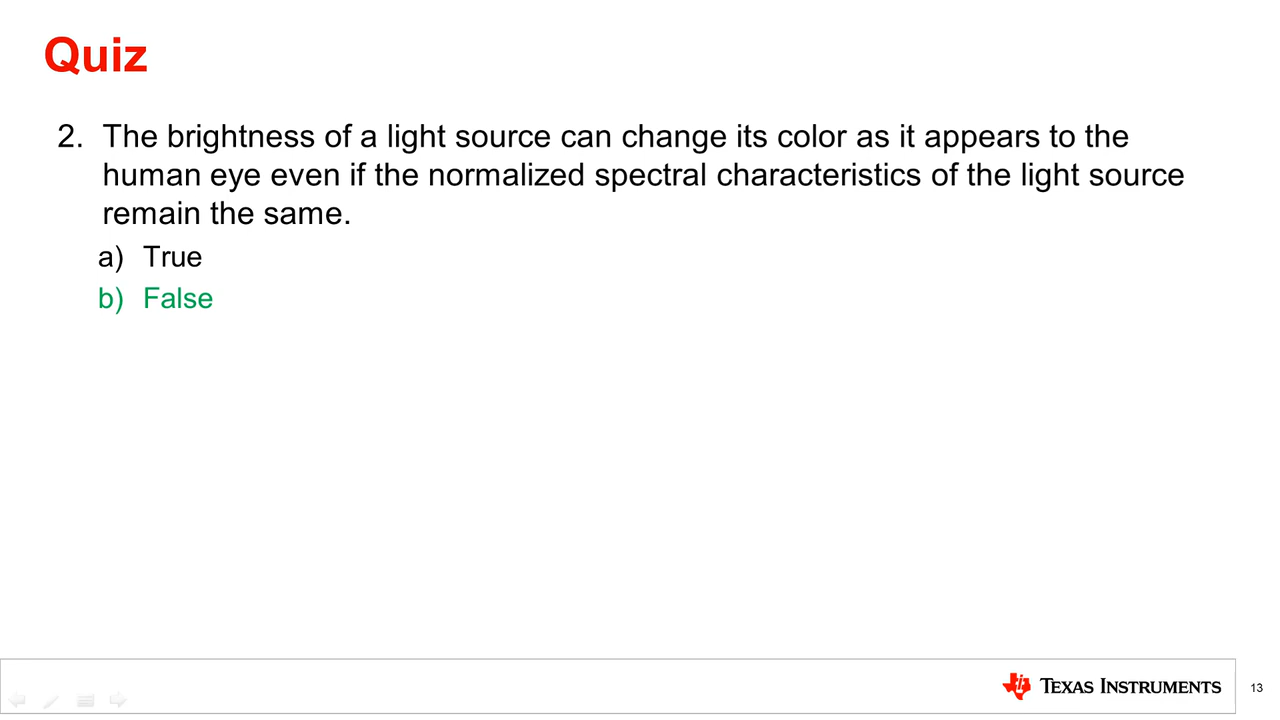 Quiz
2. The brightness of a light source can change its color as it appears to the
human eye even if the normalized spectral characteristics of the light source
remain the same.
a) True
b) False
TEXAS INSTRUMENTS
13